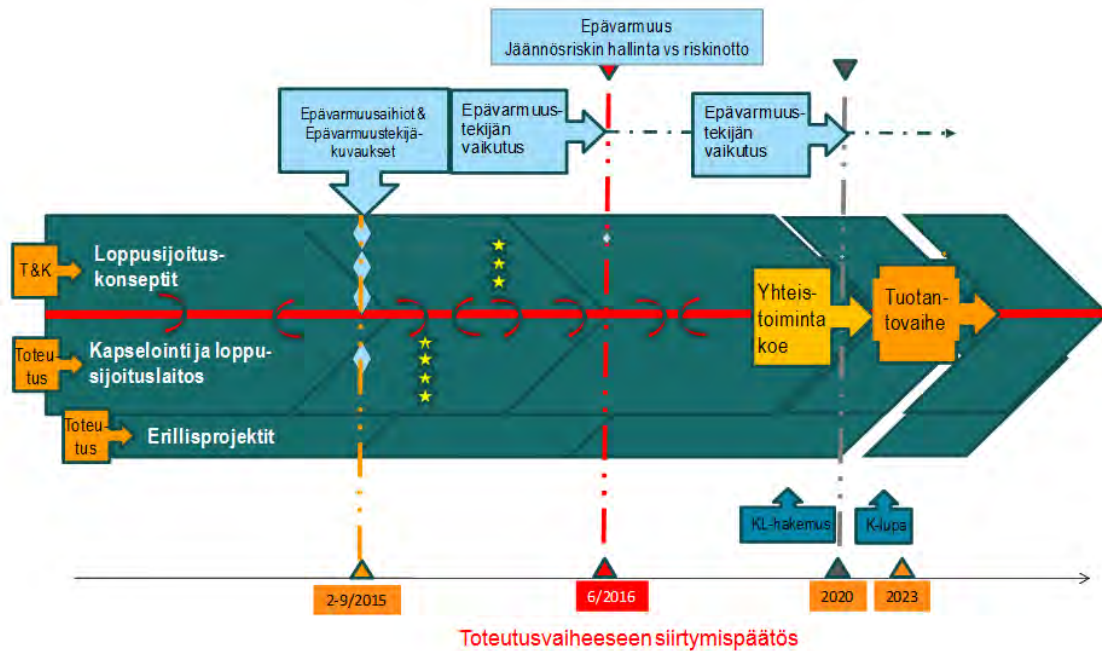 Epävarmuus
Jäännösriskin hallinta vs riskinotto
Epävarmuusaihiot &
Epävarmuustekijä-
kuvaukset
Epävarmuus-
tekijän
vaikutus
Epävarmuus-
tekijän
vaikutus
T&K
Loppusijoitus-
konseptit
Yhteis-
toiminta
koe
Tuotan-
tovaihe
Toteu-
tus
Kapselointi ja loppu-
sijoituslaitos
Toteu-
tus
Erillisprojektit
KL-hakemus
K-lupa
2-9/2015
6/2016
2020
2023
Toteutusvaiheeseen siirtymispäätös